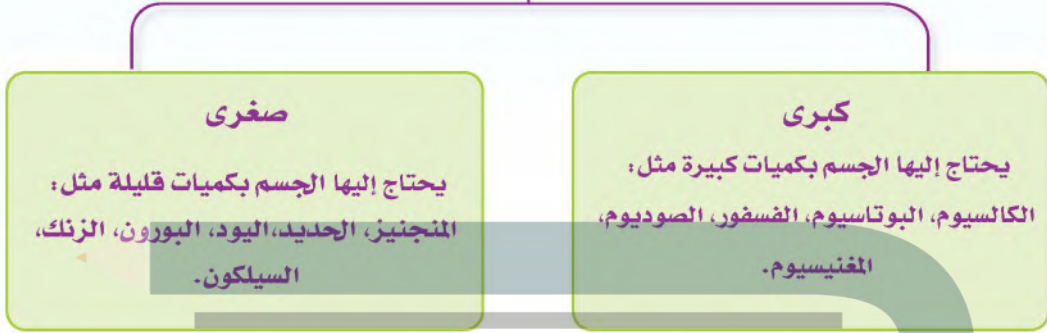 كبرى
يحتاج إليها الجسم بكميات كبيرة مثل:
الكالسيوم، البوتاسيوم، الفسفور، الصوديوم،
المغنيسيوم.
صغرى
يحتاج إليها الجسم بكميات قليلة مثل:
المنجنيز، الحديد،اليود، البورون، الزنك،
السيلكون.